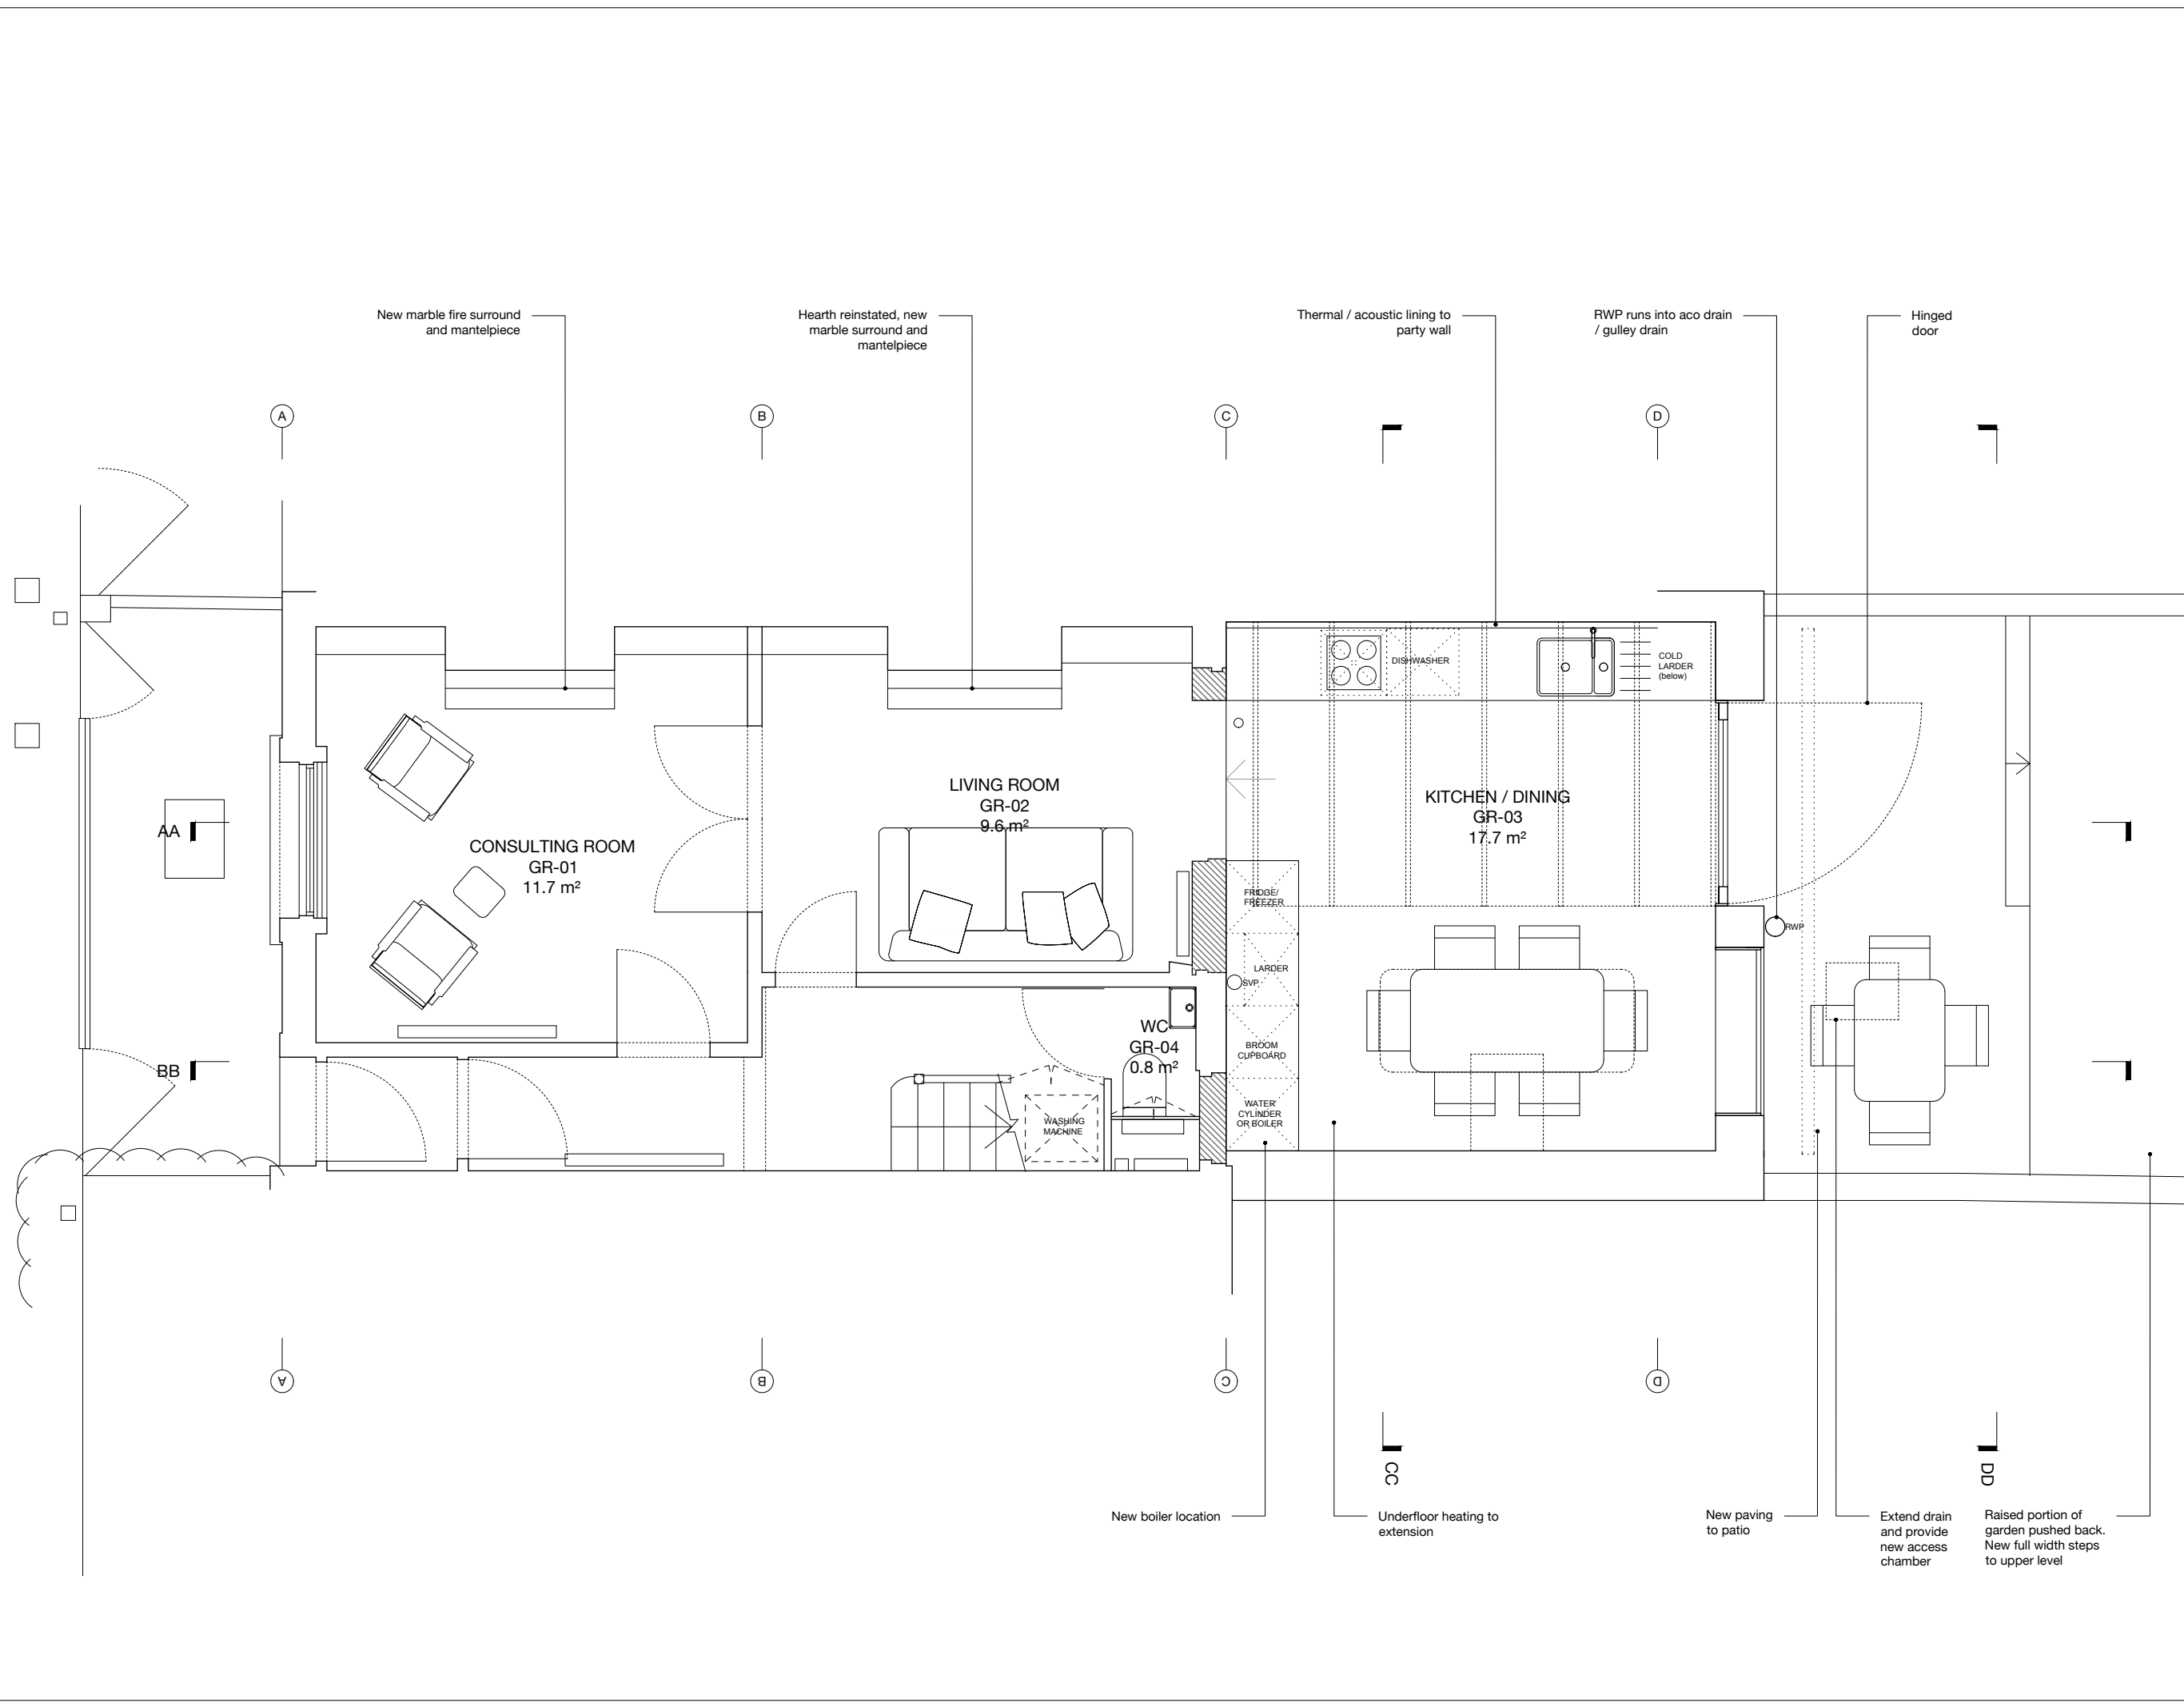 New marble fire surround
and mantelpiece
Hearth reinstated, new
marble surround and
mantelpiece
Thermal / acoustic lining to
party wall
RWP runs into aco drain
/ gulley drain
Hinged
door
A
B
C
D
DISHWASHER
COLD
LARDER
(below)
LIVING ROOM
GR-02
9.6 m²
KITCHEN / DINING
GR-03
17.7 m²
AA
CONSULTING ROOM
GR-01
11.7 m²
FRIDGE/
FREEZER
RWP
LARDER
SVP
WC
GR-04
0.8 m²
BROOM
CUPBOARD
BB
WASHING
MACHINE
WATER
CYLINDER
OR BOILER
A
B
C
D
CC
DD
New boiler location
Underfloor heating to
extension
New paving
to patio
Extend drain
and provide
new access
chamber
Raised portion of
garden pushed back.
New full width steps
to upper level